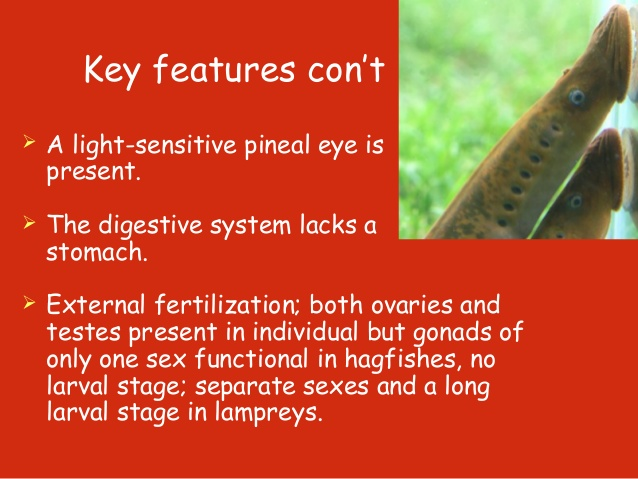 Key features con't
A light-sensitive pineal eye is
present.
The digestive system lacks a
stomach.
External fertilization; both ovaries and
testes present in individual but gonads of
only one sex functional in hagfishes, no
larval stage; separate sexes and a long
larval stage in lampreys.